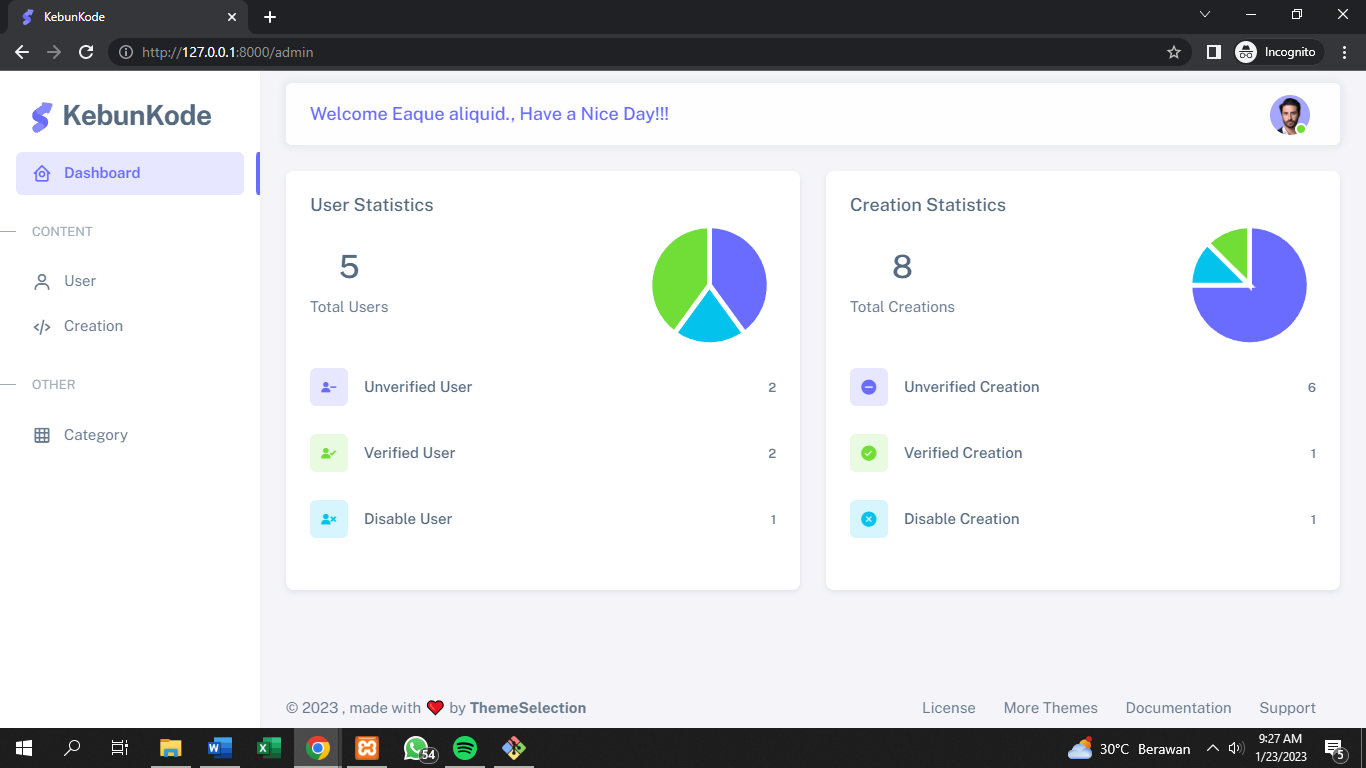 KebunKode
http://127.0.0.1:8000/admin
Incognito
KebunKode
Dashboard
CONTENT
User
Creation
OTHER
Category
Welcome Eaque aliquid., Have a Nice Day!!!
User Statistics
5
Total Users
Unverified User 2
Verified User 2
Disable User 1
Creation Statistics
8
Total Creations
Unverified Creation 6
Verified Creation 1
Disable Creation 1
© 2023 , made with ❤️ by ThemeSelection
License More Themes Documentation Support
54
30°C Berawan
9:27 AM
1/23/2023
5